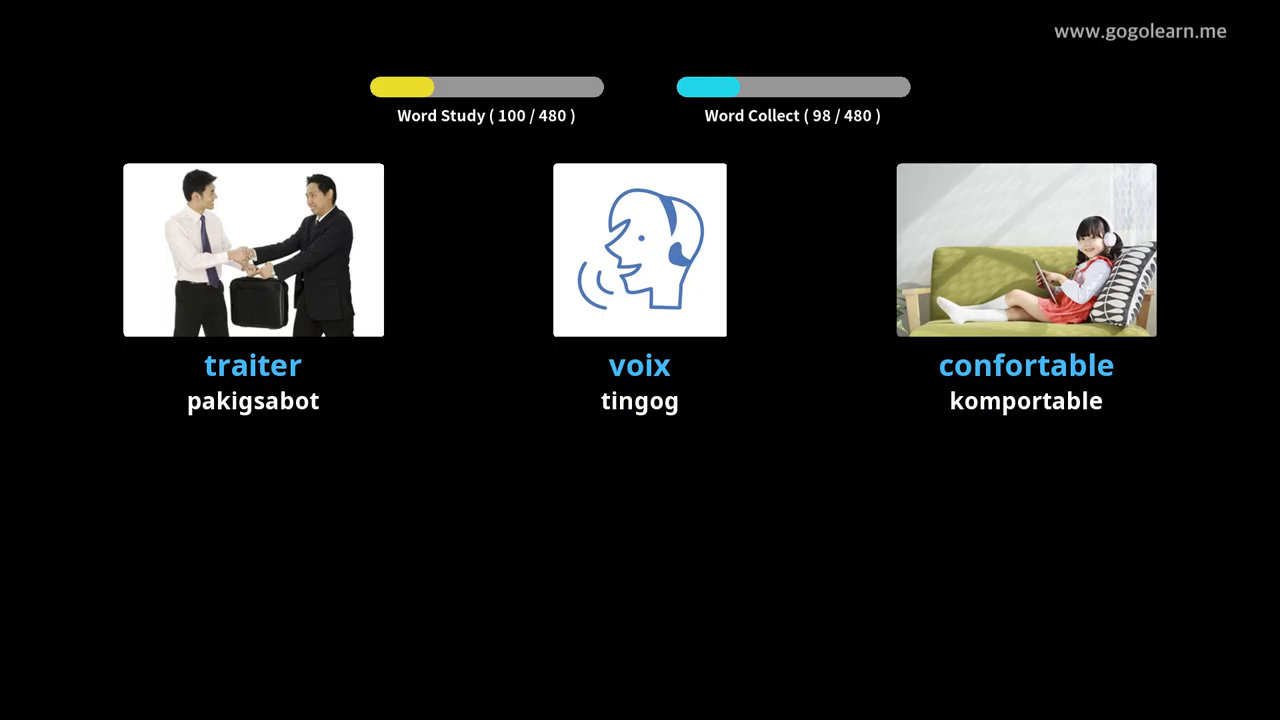 www.gogolearn.me
Word Study ( 100 / 480 )
Word Collect ( 98 / 480 )
traiter
pakigsabot
voix
tingog
confortable
komportable